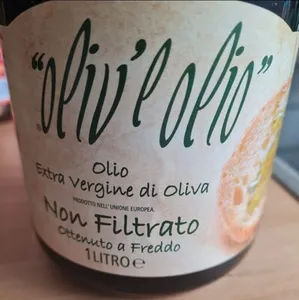 "oliv'e olio"
Olio
Extra Vergine di Oliva
PRODOTTO NELL'UNIONE EUROPEA
Non Filtrato
Ottenuto a Freddo
1 LITRO ℮